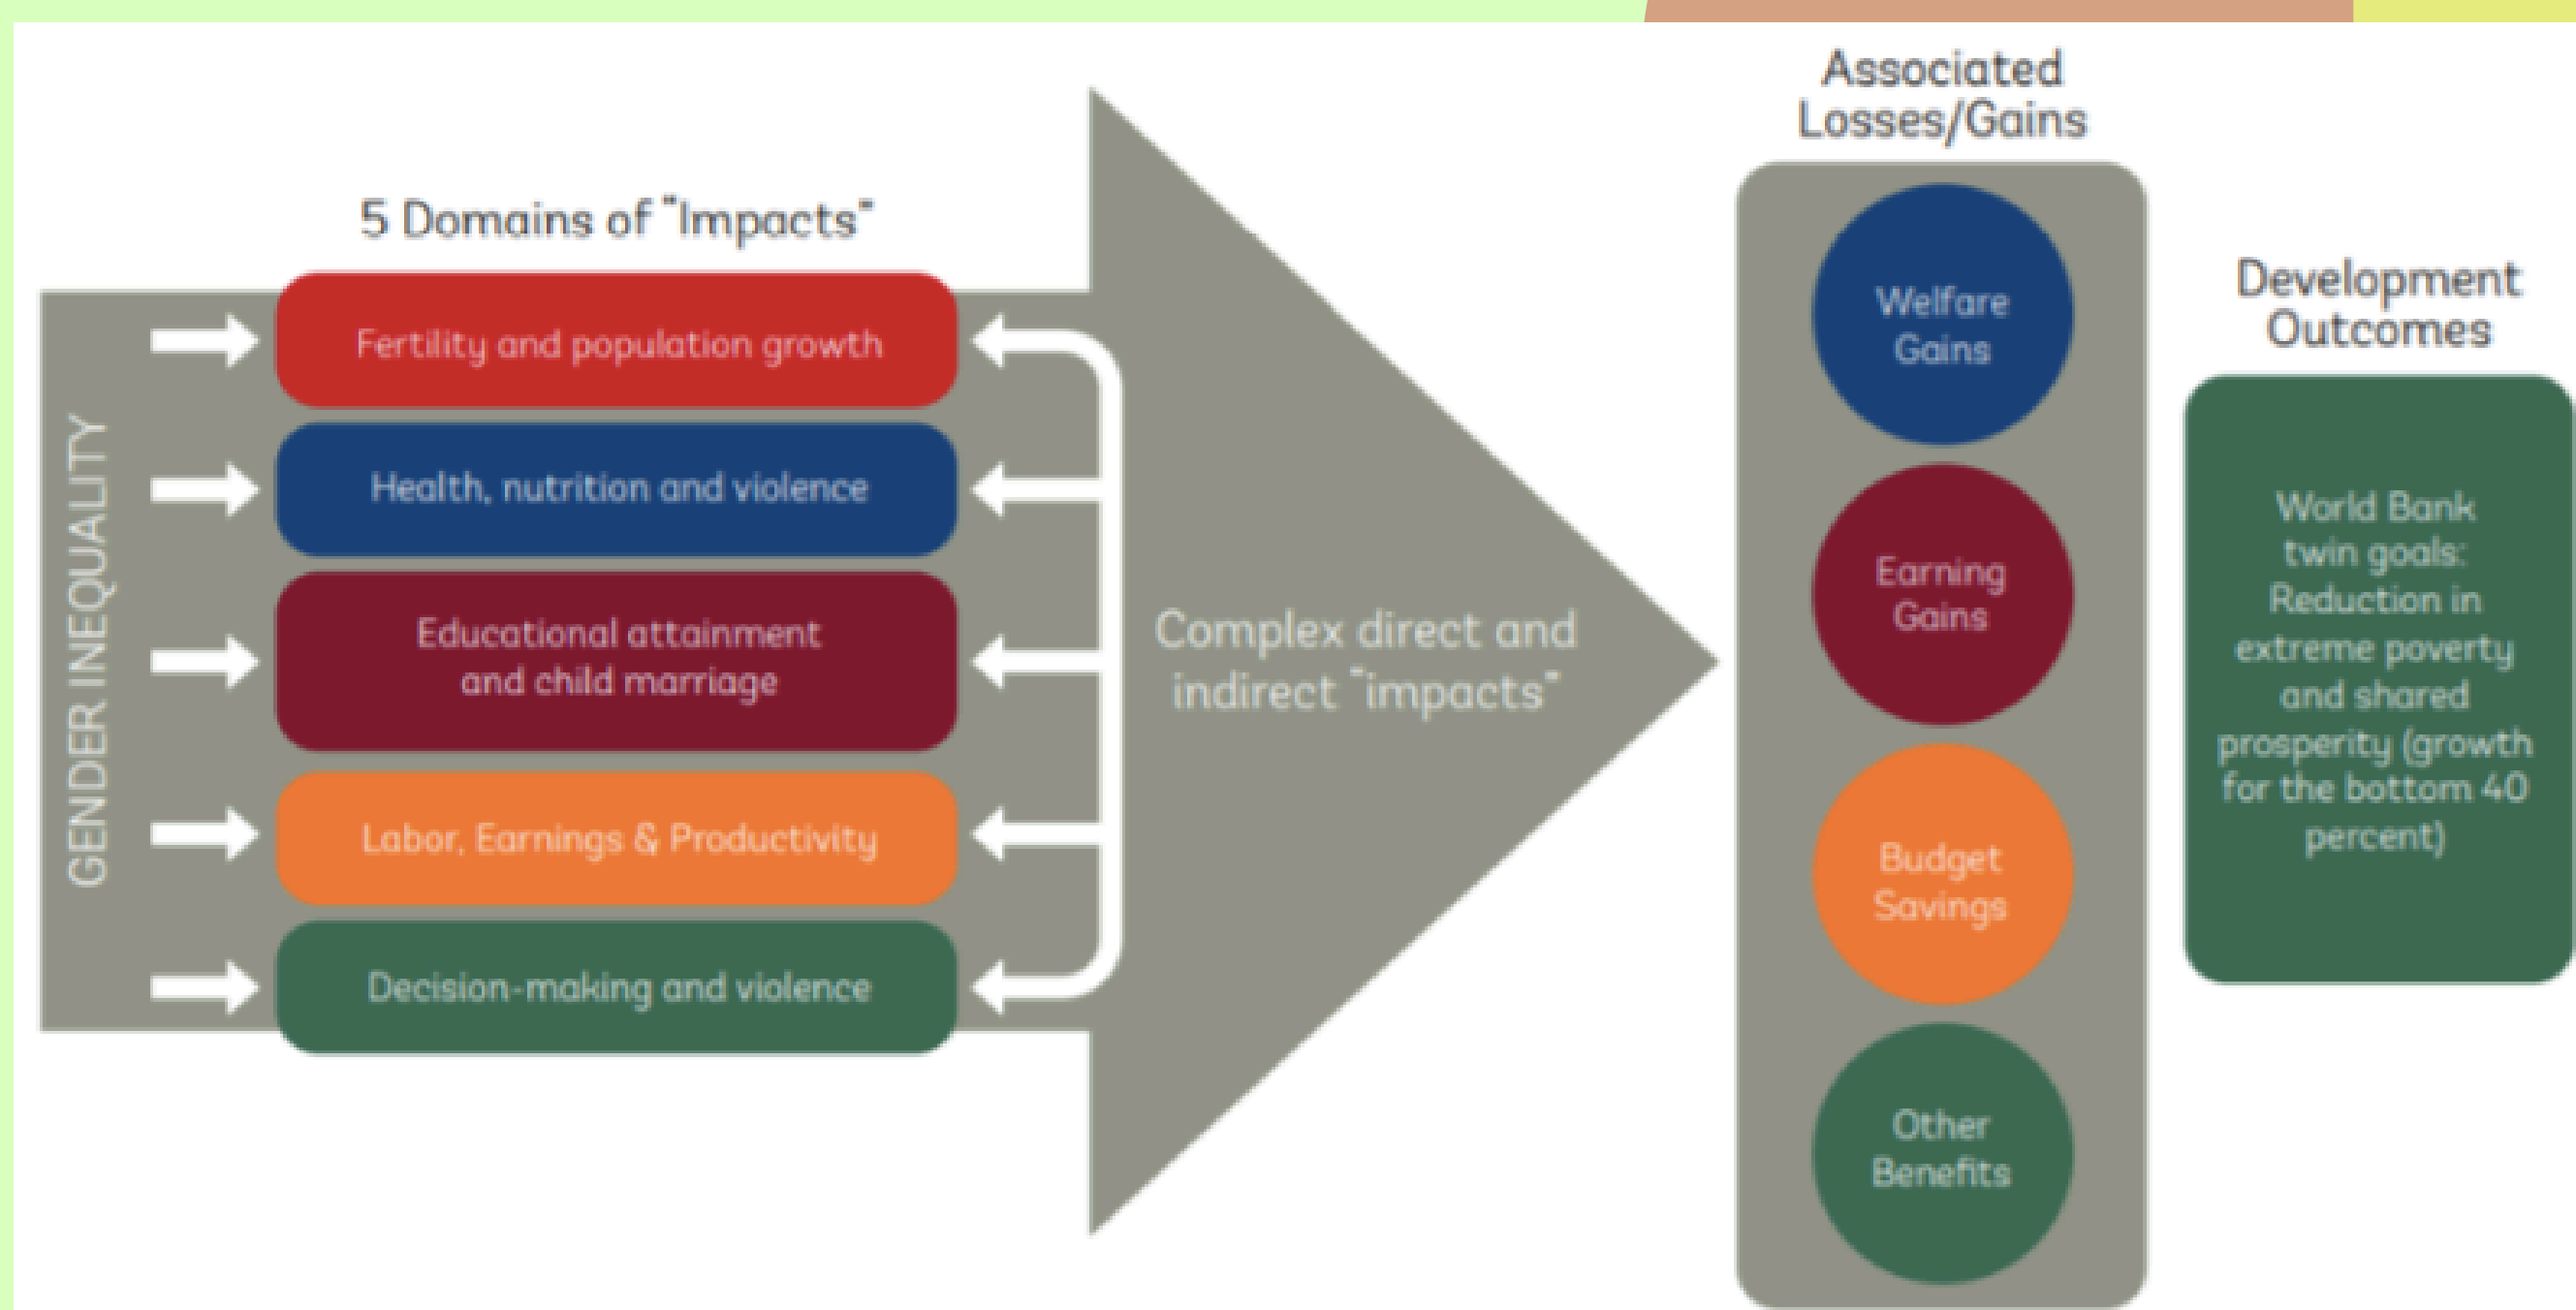 GENDER INEQUALITY
5 Domains of "Impacts"
Fertility and population growth
Health, nutrition and violence
Educational attainment
and child marriage
Labor, Earnings & Productivity
Decision-making and violence
Complex direct and
indirect "impacts"
Associated
Losses/Gains
Welfare
Gains
Earning
Gains
Budget
Savings
Other
Benefits
Development
Outcomes
World Bank
twin goals:
Reduction in
extreme poverty
and shared
prosperity (growth
for the bottom 40
percent)